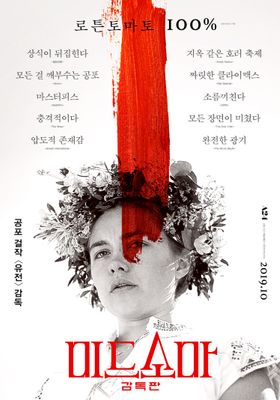 로튼토마토 100%
상식이 뒤집힌다
지옥 같은 호러 축제
모든 걸 깨부수는 공포
짜릿한 클라이맥스
마스터피스
소름끼친다
충격적이다
모든 장면이 미쳤다
압도적 존재감
완전한 광기
공포 걸작 〈유전〉 감독
2019.10
미드소마
감독판